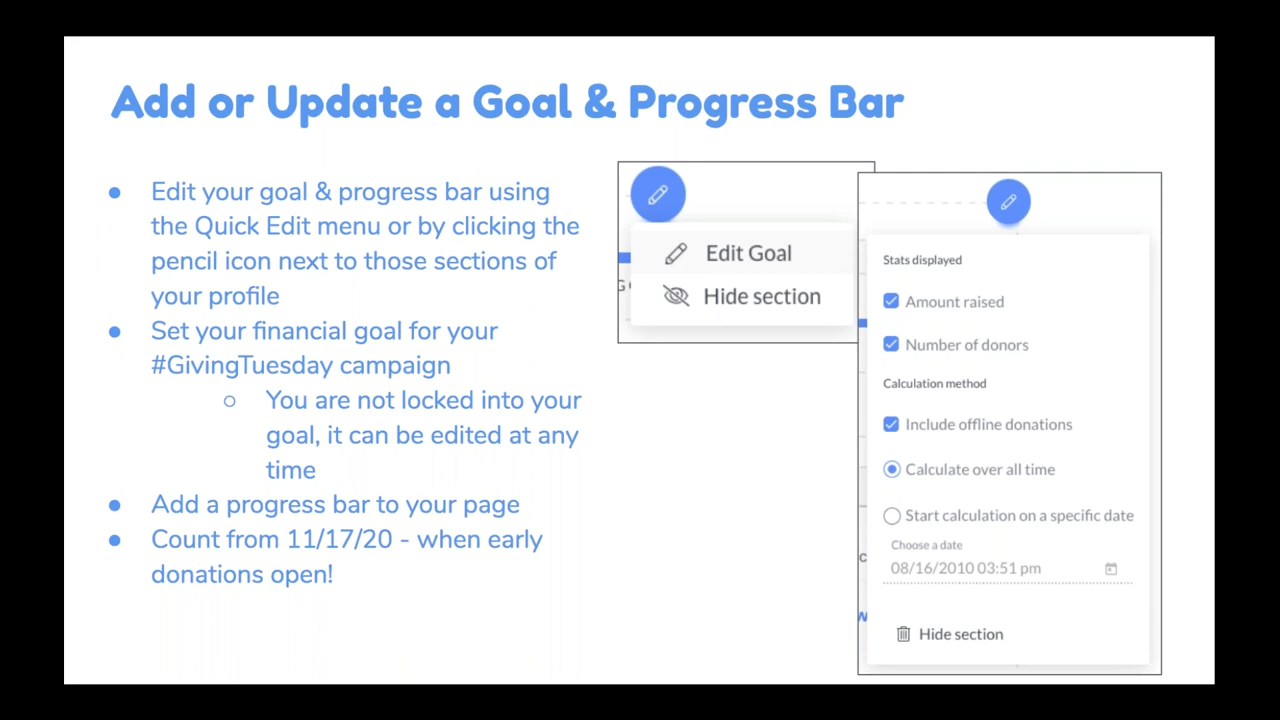 Add or Update a Goal & Progress Bar
● Edit your goal & progress bar using
the Quick Edit menu or by clicking the
pencil icon next to those sections of
your profile
● Set your financial goal for your
#GivingTuesday campaign
○ You are not locked into your
goal, it can be edited at any
time
● Add a progress bar to your page
● Count from 11/17/20 - when early
donations open!
Edit Goal
Hide section
Stats displayed
Amount raised
Number of donors
Calculation method
Include offline donations
Calculate over all time
Start calculation on a specific date
Choose a date
08/16/2010 03:51 pm
Hide section